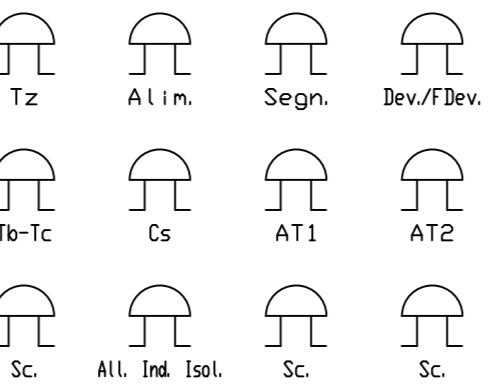 Tz Alim. Segn. Dev./FDev.
Tb-Tc Cs AT1 AT2
Sc. All. Ind. Isol. Sc. Sc.